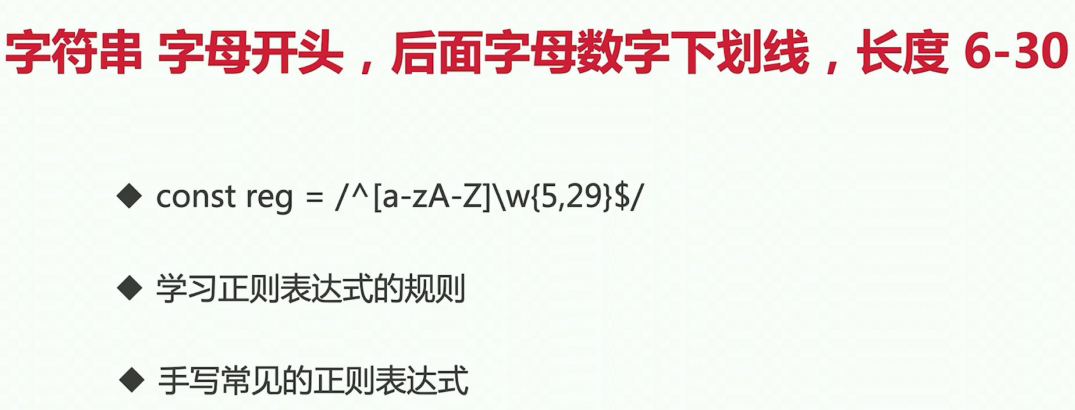 字符串 字母开头，后面字母数字下划线，长度 6-30
◆ const reg = /^[a-zA-Z]\w{5,29}$/
◆ 学习正则表达式的规则
◆ 手写常见的正则表达式